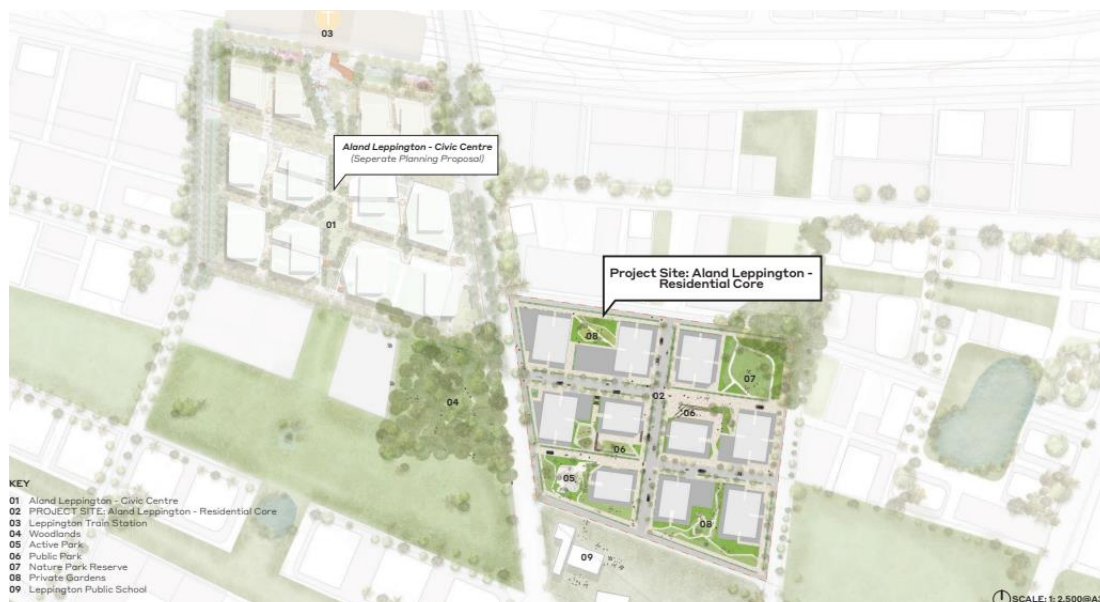 T
03
Aland Leppington - Civic Centre
(Seperate Planning Proposal)
01
Project Site: Aland Leppington -
Residential Core
08
07
04
02
06
06
05
08
09
KEY
01 Aland Leppington - Civic Centre
02 PROJECT SITE: Aland Leppington - Residential Core
03 Leppington Train Station
04 Woodlands
05 Active Park
06 Public Park
07 Nature Park Reserve
08 Private Gardens
09 Leppington Public School
SCALE: 1: 2,500@A3